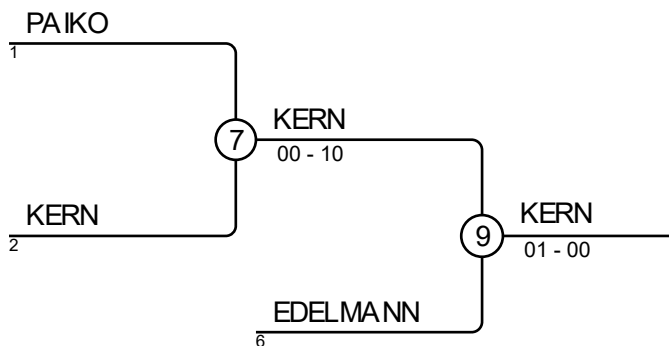 PAIKO
1
7
KERN
00 - 10
KERN
2
9
KERN
01 - 00
EDELMANN
6